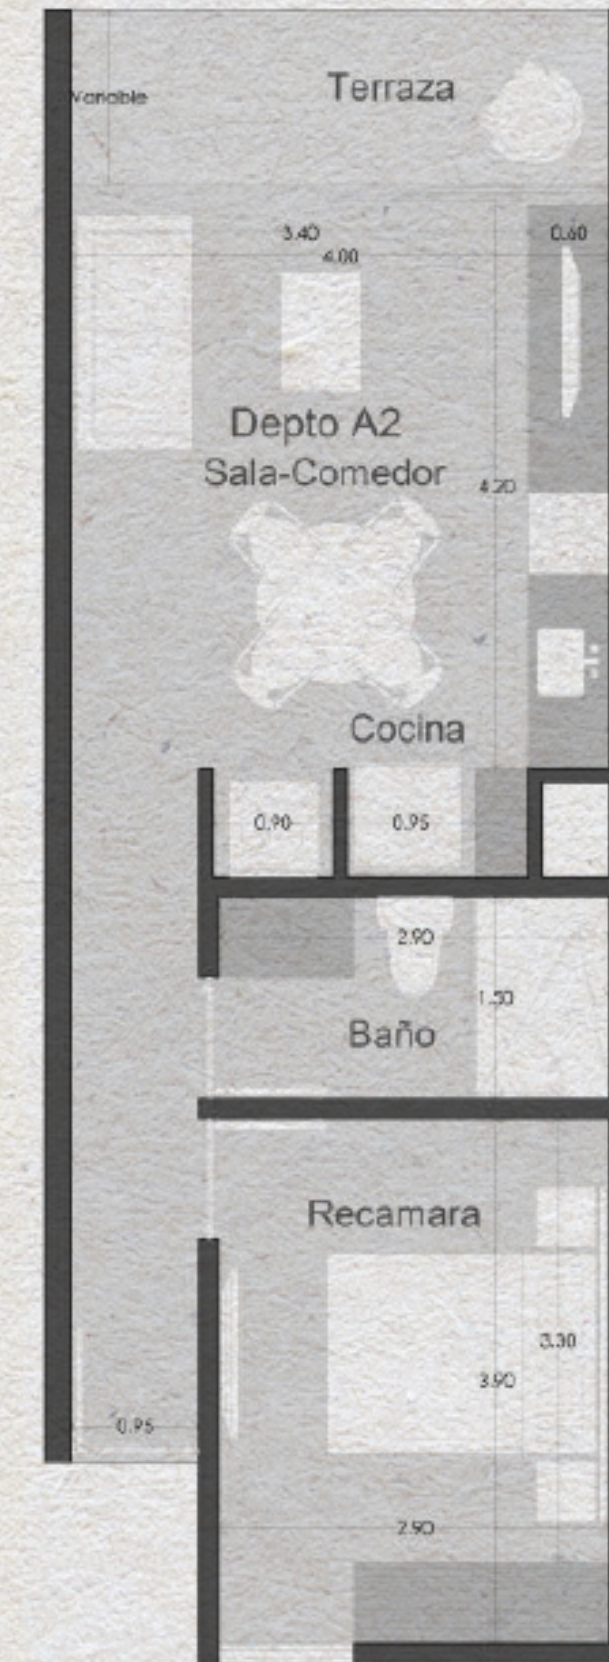 Terraza
Variable
3.40
0.60
4.00
Depto A2
Sala-Comedor
4.20
Cocina
0.90
0.95
2.90
1.50
Baño
Recamara
3.30
3.90
0.95
2.90